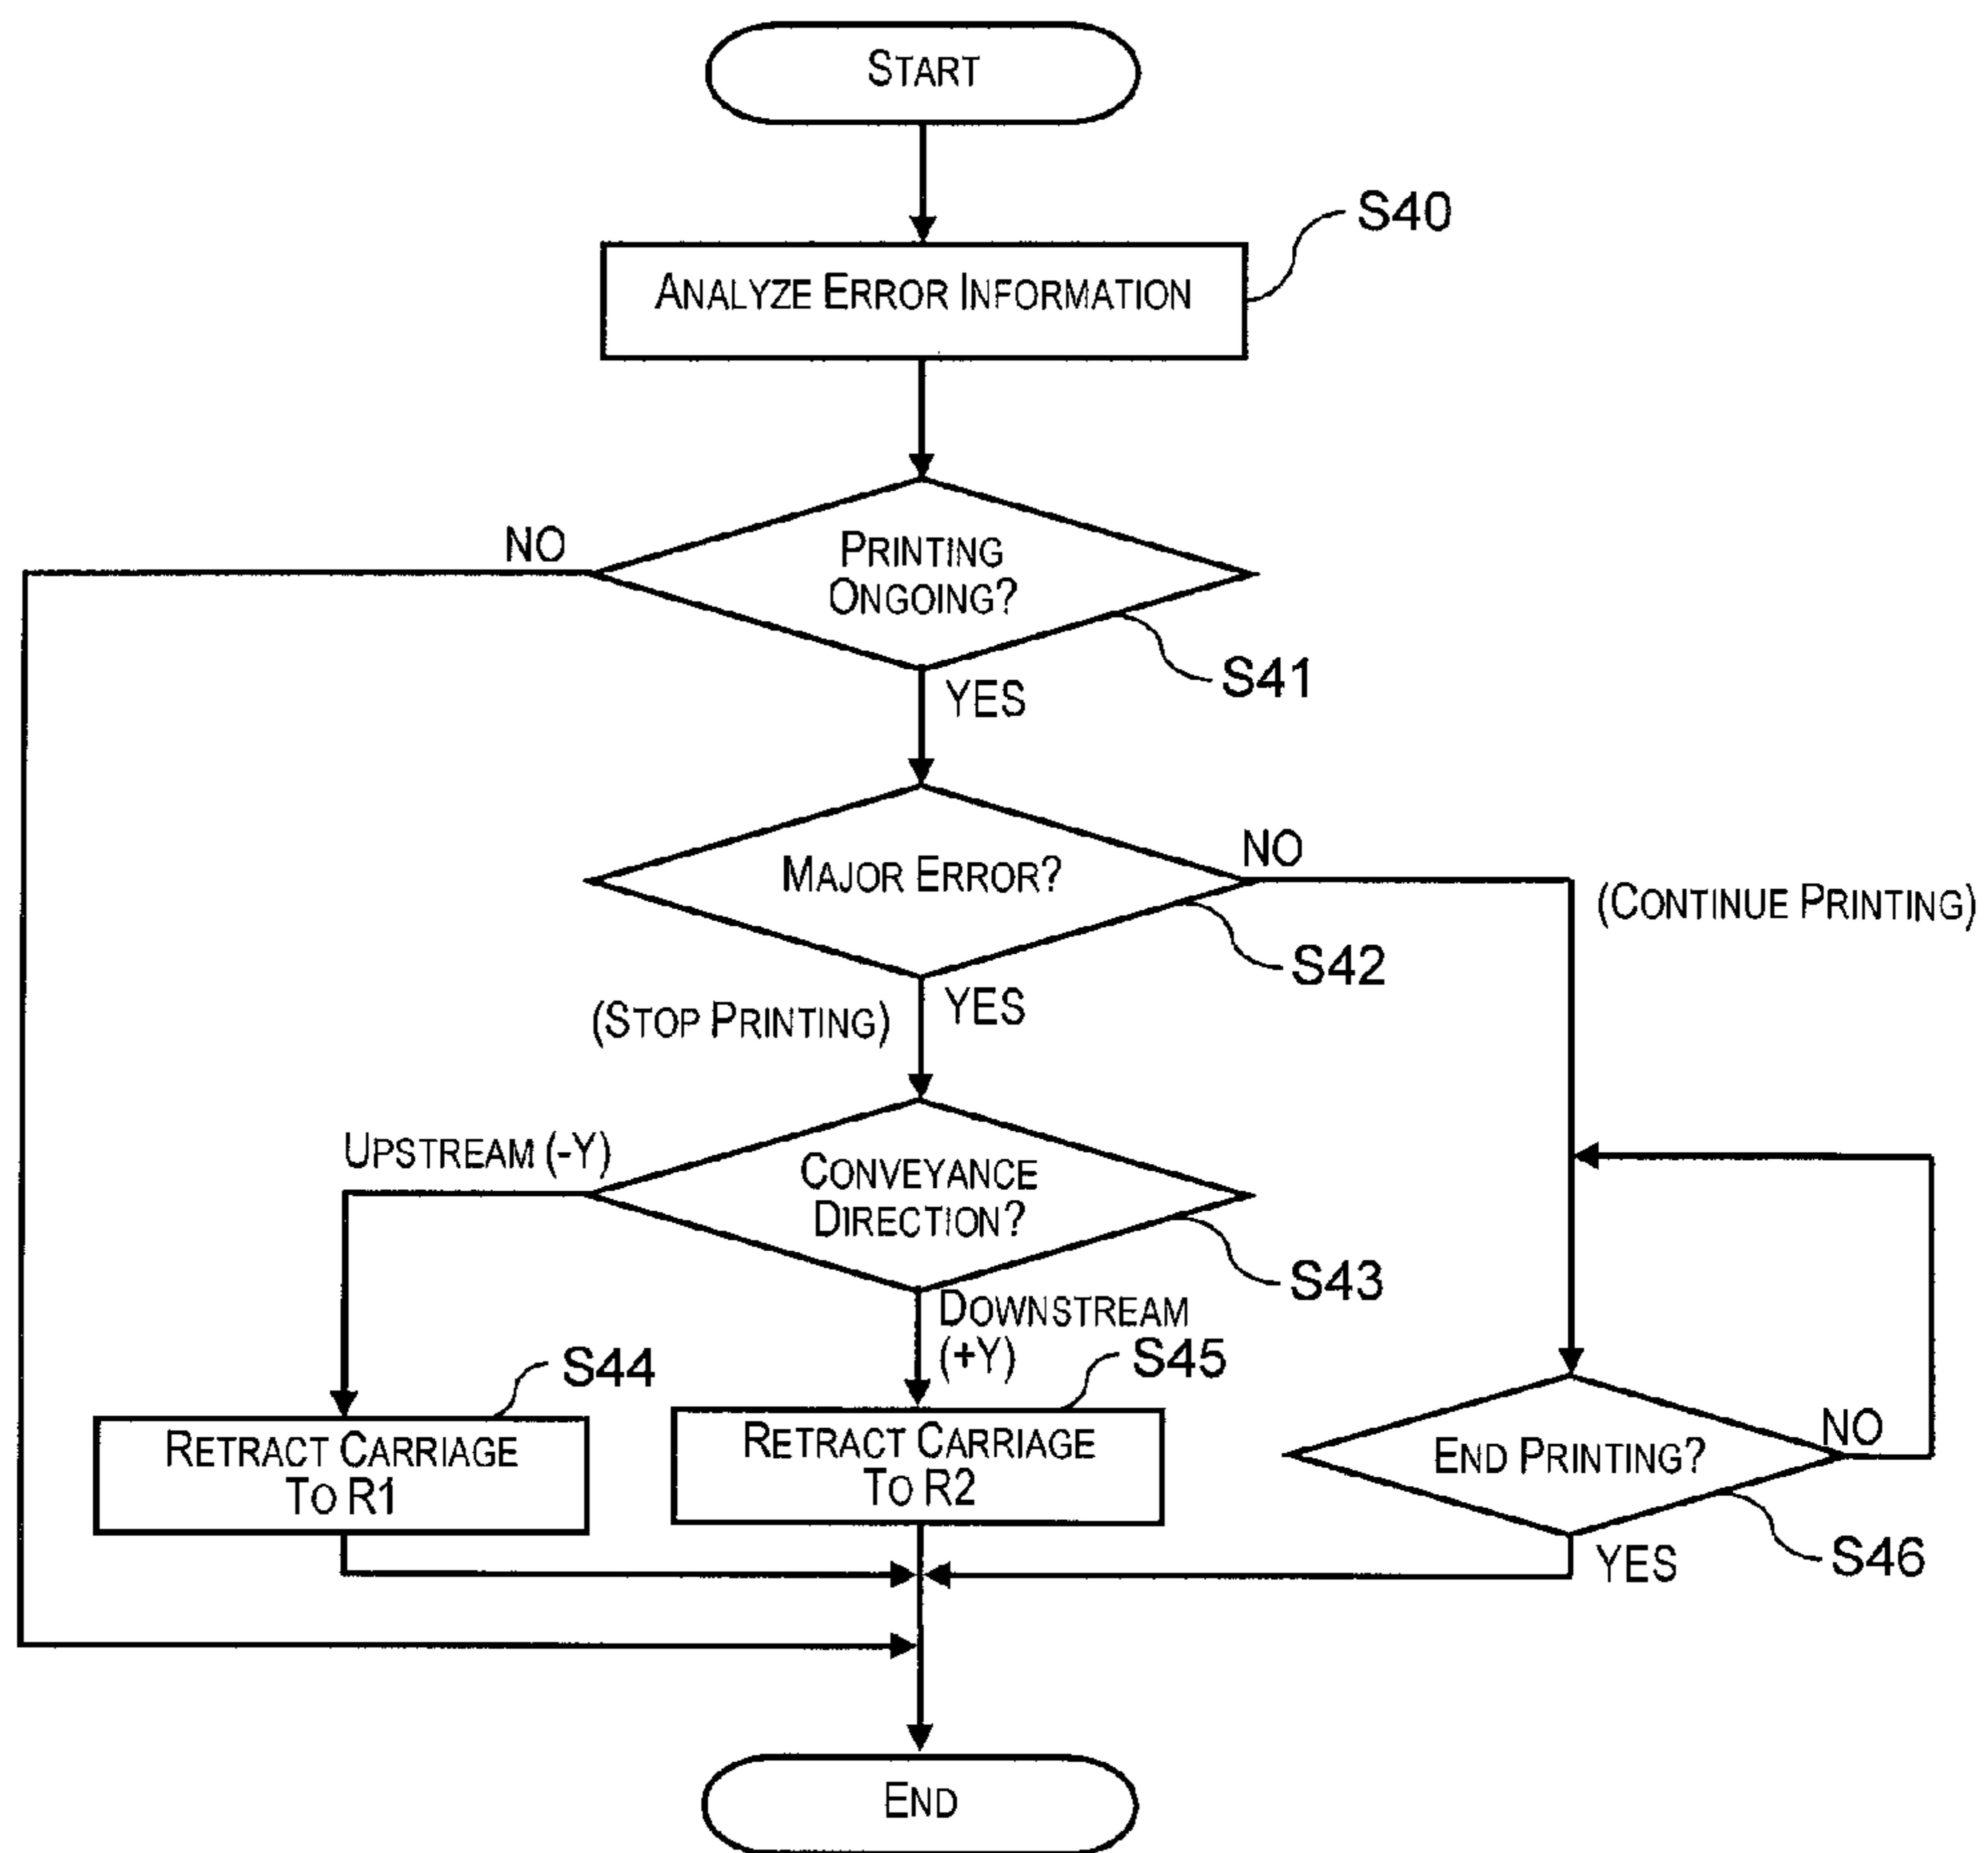 START
S40
ANALYZE ERROR INFORMATION
NO
PRINTING
ONGOING?
S41
YES
MAJOR ERROR?
NO
(CONTINUE PRINTING)
S42
(STOP PRINTING)
YES
UPSTREAM (-Y)
CONVEYANCE
DIRECTION?
S43
DOWNSTREAM
(+Y)
S44
S45
RETRACT CARRIAGE
TO R1
RETRACT CARRIAGE
TO R2
END PRINTING?
NO
S46
YES
END